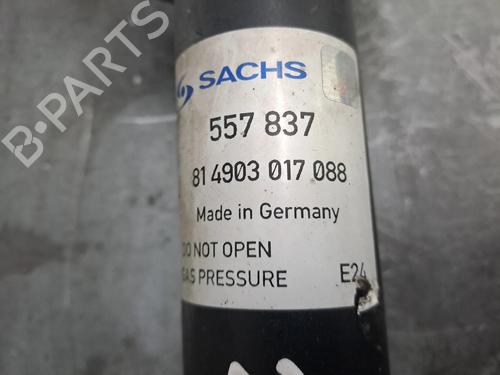 B-PARTS
SACHS
557 837
81 4903 017 088
Made in Germany
DO NOT OPEN
GAS PRESSURE E24